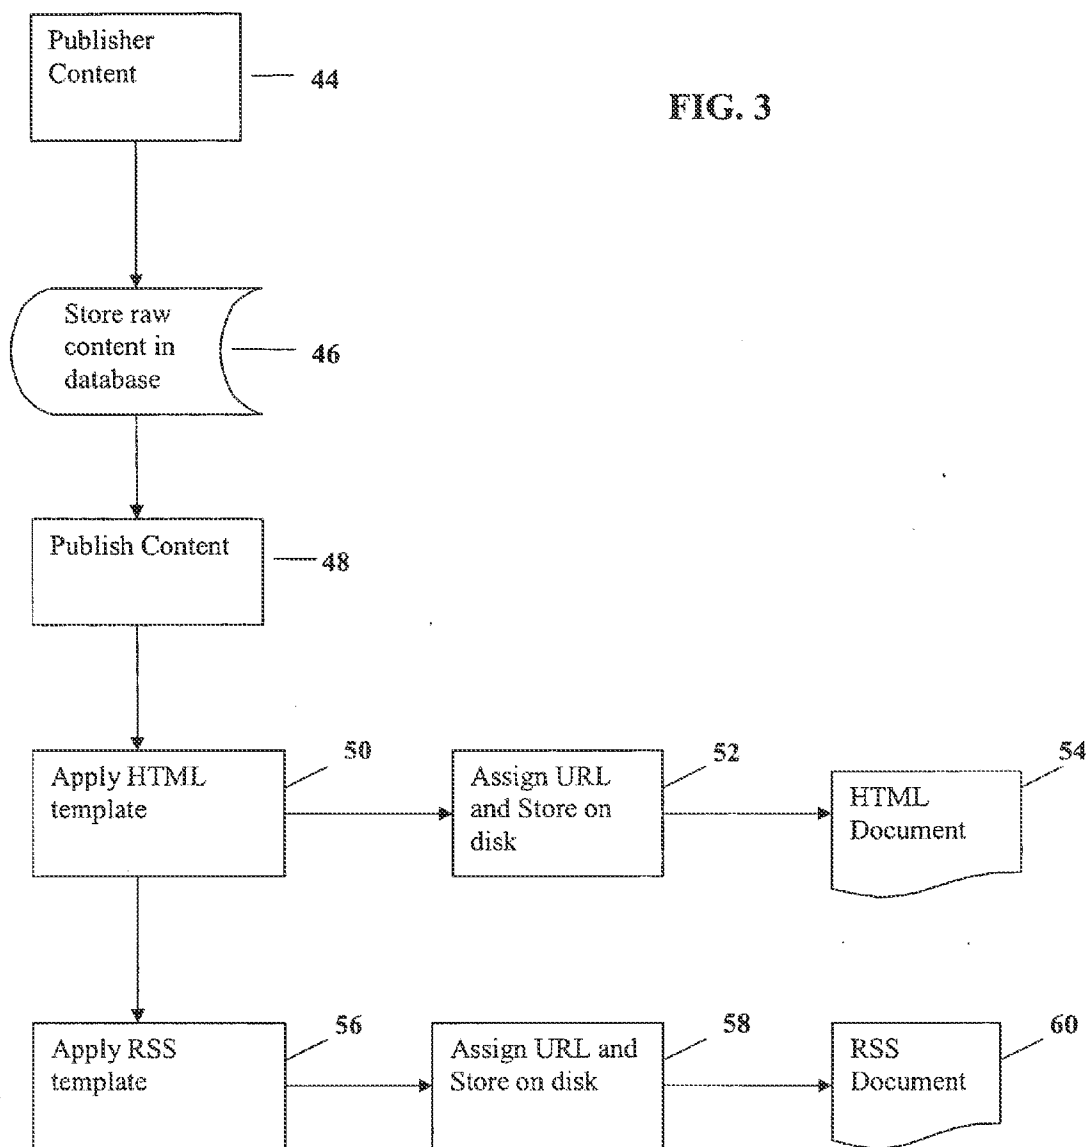 Publisher
Content
44
FIG. 3
Store raw
content in
database
46
Publish Content
48
Apply HTML
template
50
Assign URL
and Store on
disk
52
HTML
Document
54
Apply RSS
template
56
Assign URL and
Store on disk
58
RSS
Document
60